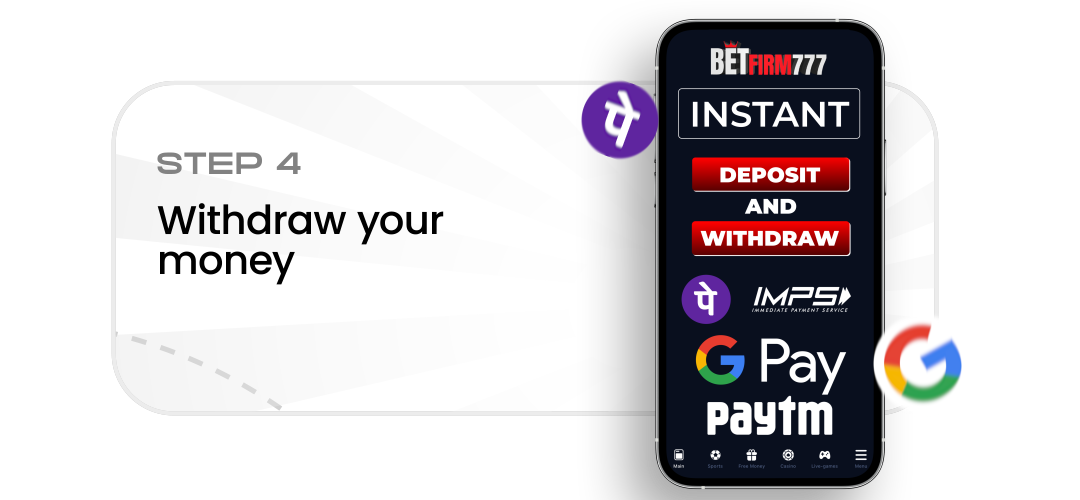 STEP 4
Withdraw your
money
पे
BETFIRM777
INSTANT
DEPOSIT
AND
WITHDRAW
पे
IMPS
IMMEDIATE PAYMENT SERVICE
G Pay
G
paytm
Main Sports Free Money Casino Live-games Menu